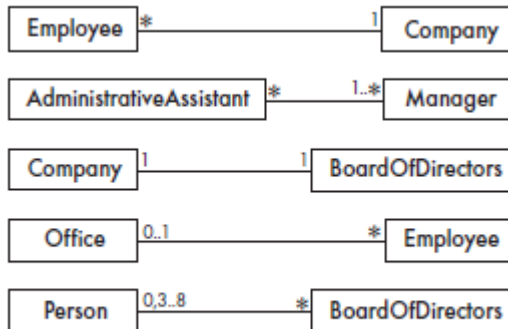 Employee * 1 Company
AdministrativeAssistant * 1..* Manager
Company 1 1 BoardOfDirectors
Office 0..1 * Employee
Person 0,3..8 * BoardOfDirectors